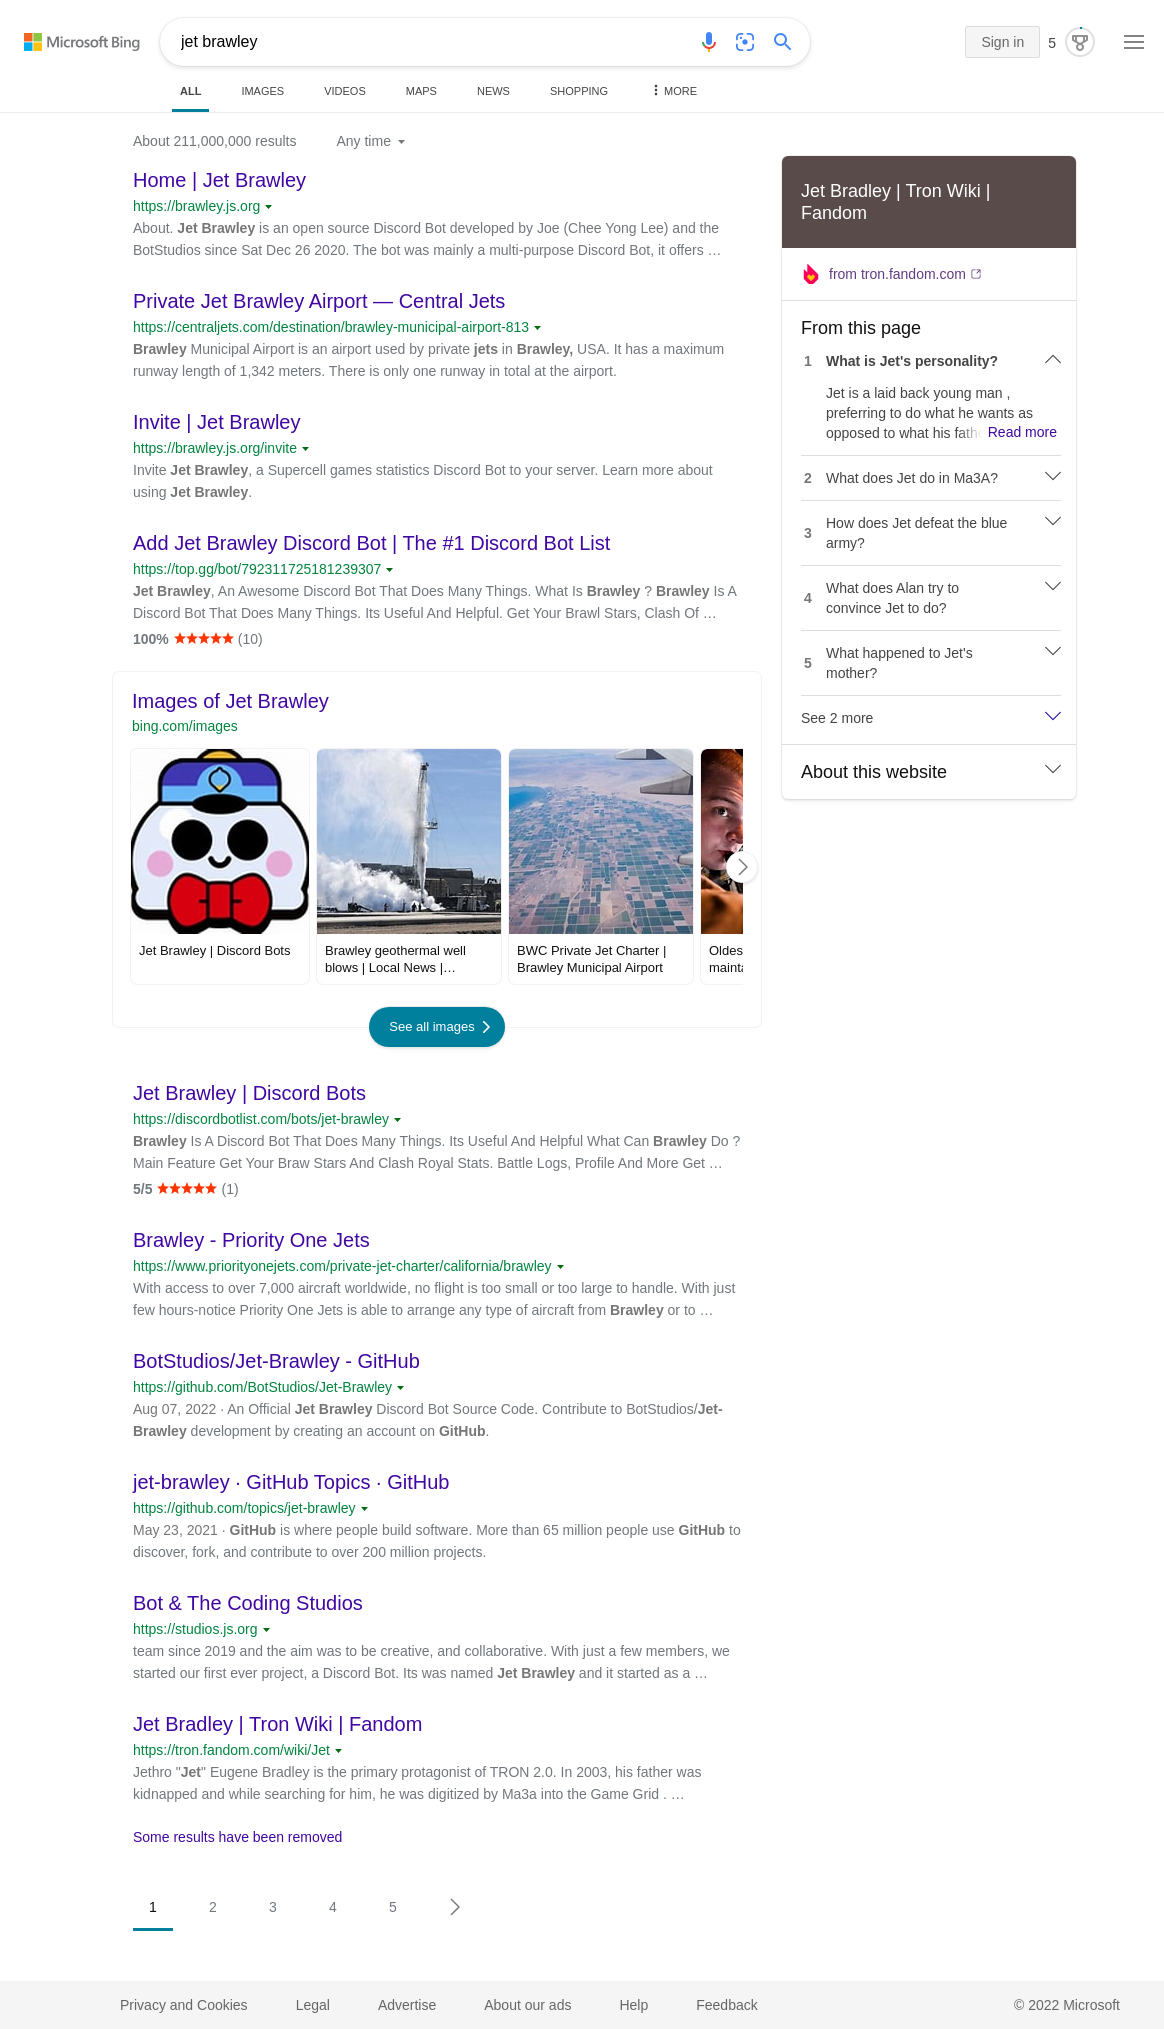 Microsoft Bing
jet brawley
Sign in
5
ALL
IMAGES
VIDEOS
MAPS
NEWS
SHOPPING
MORE
About 211,000,000 results
Any time
Home | Jet Brawley
https://brawley.js.org
About. Jet Brawley is an open source Discord Bot developed by Joe (Chee Yong Lee) and the
BotStudios since Sat Dec 26 2020. The bot was mainly a multi-purpose Discord Bot, it offers …
Private Jet Brawley Airport — Central Jets
https://centraljets.com/destination/brawley-municipal-airport-813
Brawley Municipal Airport is an airport used by private jets in Brawley, USA. It has a maximum
runway length of 1,342 meters. There is only one runway in total at the airport.
Invite | Jet Brawley
https://brawley.js.org/invite
Invite Jet Brawley, a Supercell games statistics Discord Bot to your server. Learn more about
using Jet Brawley.
Add Jet Brawley Discord Bot | The #1 Discord Bot List
https://top.gg/bot/792311725181239307
Jet Brawley, An Awesome Discord Bot That Does Many Things. What Is Brawley ? Brawley Is A
Discord Bot That Does Many Things. Its Useful And Helpful. Get Your Brawl Stars, Clash Of …
100% ★★★★★ (10)
Images of Jet Brawley
bing.com/images
Jet Brawley | Discord Bots
Brawley geothermal well
blows | Local News |…
BWC Private Jet Charter |
Brawley Municipal Airport
Oldes
mainta
See all images
Jet Brawley | Discord Bots
https://discordbotlist.com/bots/jet-brawley
Brawley Is A Discord Bot That Does Many Things. Its Useful And Helpful What Can Brawley Do ?
Main Feature Get Your Braw Stars And Clash Royal Stats. Battle Logs, Profile And More Get …
5/5 ★★★★★ (1)
Brawley - Priority One Jets
https://www.priorityonejets.com/private-jet-charter/california/brawley
With access to over 7,000 aircraft worldwide, no flight is too small or too large to handle. With just
few hours-notice Priority One Jets is able to arrange any type of aircraft from Brawley or to …
BotStudios/Jet-Brawley - GitHub
https://github.com/BotStudios/Jet-Brawley
Aug 07, 2022 · An Official Jet Brawley Discord Bot Source Code. Contribute to BotStudios/Jet-
Brawley development by creating an account on GitHub.
jet-brawley · GitHub Topics · GitHub
https://github.com/topics/jet-brawley
May 23, 2021 · GitHub is where people build software. More than 65 million people use GitHub to
discover, fork, and contribute to over 200 million projects.
Bot & The Coding Studios
https://studios.js.org
team since 2019 and the aim was to be creative, and collaborative. With just a few members, we
started our first ever project, a Discord Bot. Its was named Jet Brawley and it started as a …
Jet Bradley | Tron Wiki | Fandom
https://tron.fandom.com/wiki/Jet
Jethro "Jet" Eugene Bradley is the primary protagonist of TRON 2.0. In 2003, his father was
kidnapped and while searching for him, he was digitized by Ma3a into the Game Grid . …
Some results have been removed
1
2
3
4
5
Jet Bradley | Tron Wiki |
Fandom
from tron.fandom.com
From this page
1 What is Jet's personality?
Jet is a laid back young man ,
preferring to do what he wants as
opposed to what his fath Read more
2 What does Jet do in Ma3A?
3 How does Jet defeat the blue
army?
4 What does Alan try to
convince Jet to do?
5 What happened to Jet's
mother?
See 2 more
About this website
Privacy and Cookies
Legal
Advertise
About our ads
Help
Feedback
© 2022 Microsoft